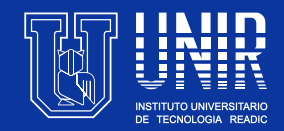 UNIR
INSTITUTO UNIVERSITARIO
DE TECNOLOGIA READIC